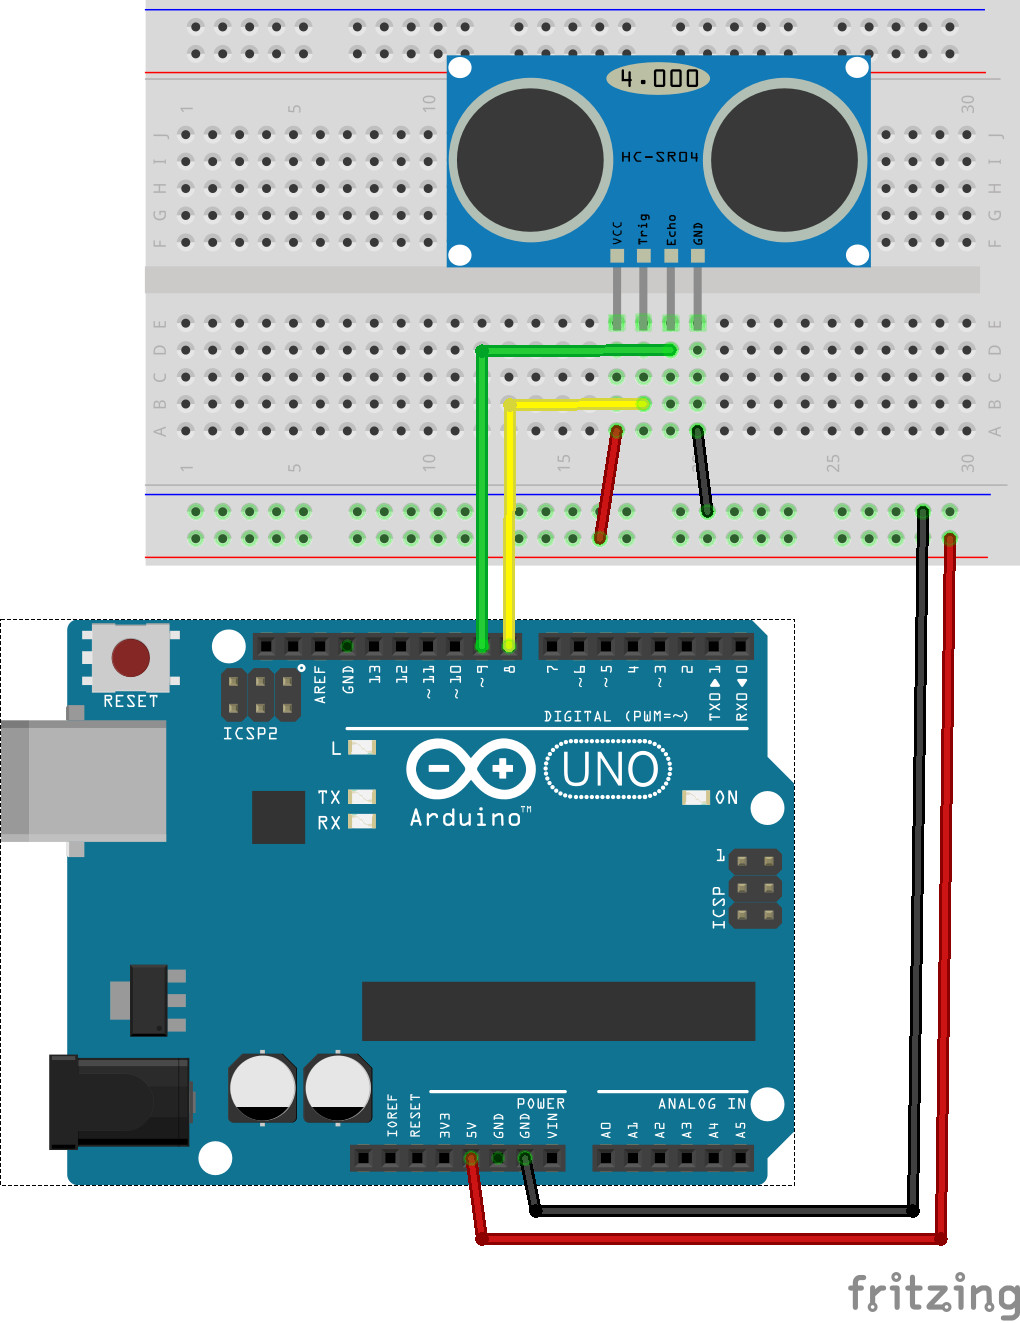 4.000
1 5 10 30
J J
I I
H H
G G
F F
HC-SR04
VCC Trig Echo GND
E E
D D
C C
B B
A A
1 5 10 15 25 30
RESET
ICSP2
AREF GND 13 12 ~11 ~10 ~9 8 7 ~6 ~5 4 ~3 2 TX0▶1 RX0◀0
DIGITAL (PWM=~)
L
TX
RX
UNO
Arduino™
ON
1
ICSP
POWER
ANALOG IN
IOREF RESET 3V3 5V GND GND VIN A0 A1 A2 A3 A4 A5
fritzing